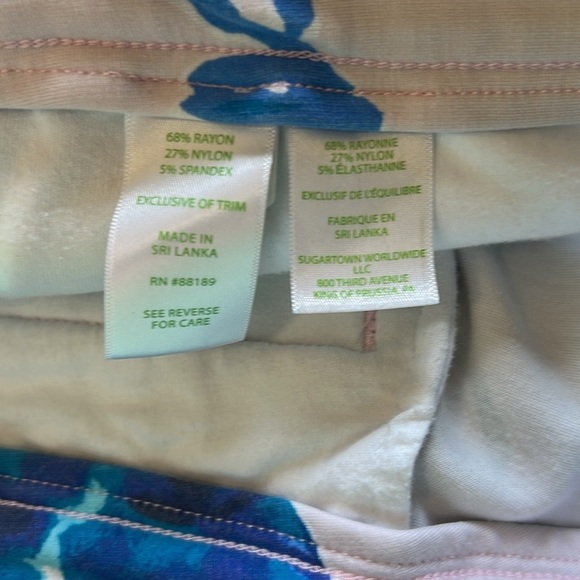 68% RAYON
27% NYLON
5% SPANDEX
EXCLUSIVE OF TRIM
MADE IN
SRI LANKA
RN #88189
SEE REVERSE
FOR CARE
68% RAYONNE
27% NYLON
5% ÉLASTHANNE
EXCLUSIF DE L'ÉQUILIBRE
FABRIQUE EN
SRI LANKA
SUGARTOWN WORLDWIDE
LLC
800 THIRD AVENUE
KING OF PRUSSIA, PA